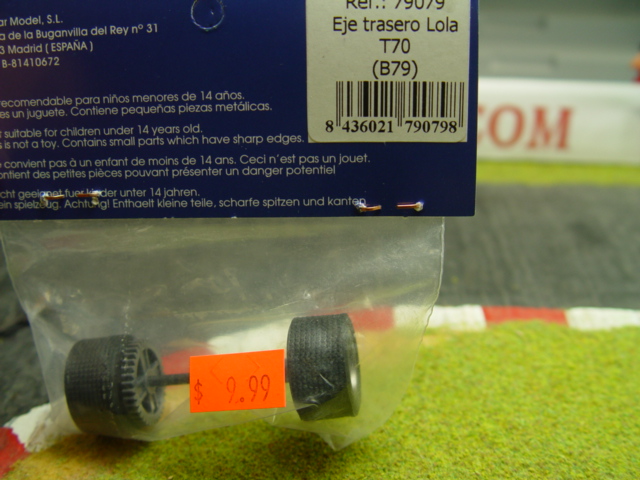 ar Model, S.L.
a de la Buganvilla del Rey nº 31
3 Madrid ( ESPAÑA )
B-81410672
Ref.: 79079
Eje trasero Lola
T70
(B79)
8 436021 790798
recomendable para niños menores de 14 años.
es un juguete. Contiene pequeñas piezas metálicas.
suitable for children under 14 years old.
is not a toy. Contains small parts which have sharp edges.
convient pás à un enfant de moins de 14 ans. Ceci n'est pas un jouet.
ontient des petites pièces pouvant présenter un danger potentiel
cht geeignet fuer kinder unter 14 jahren.
ein spielzeug. Achtung! Enthaelt kleine teile, scharfe spitzen und kanten
COM
$ 9.99